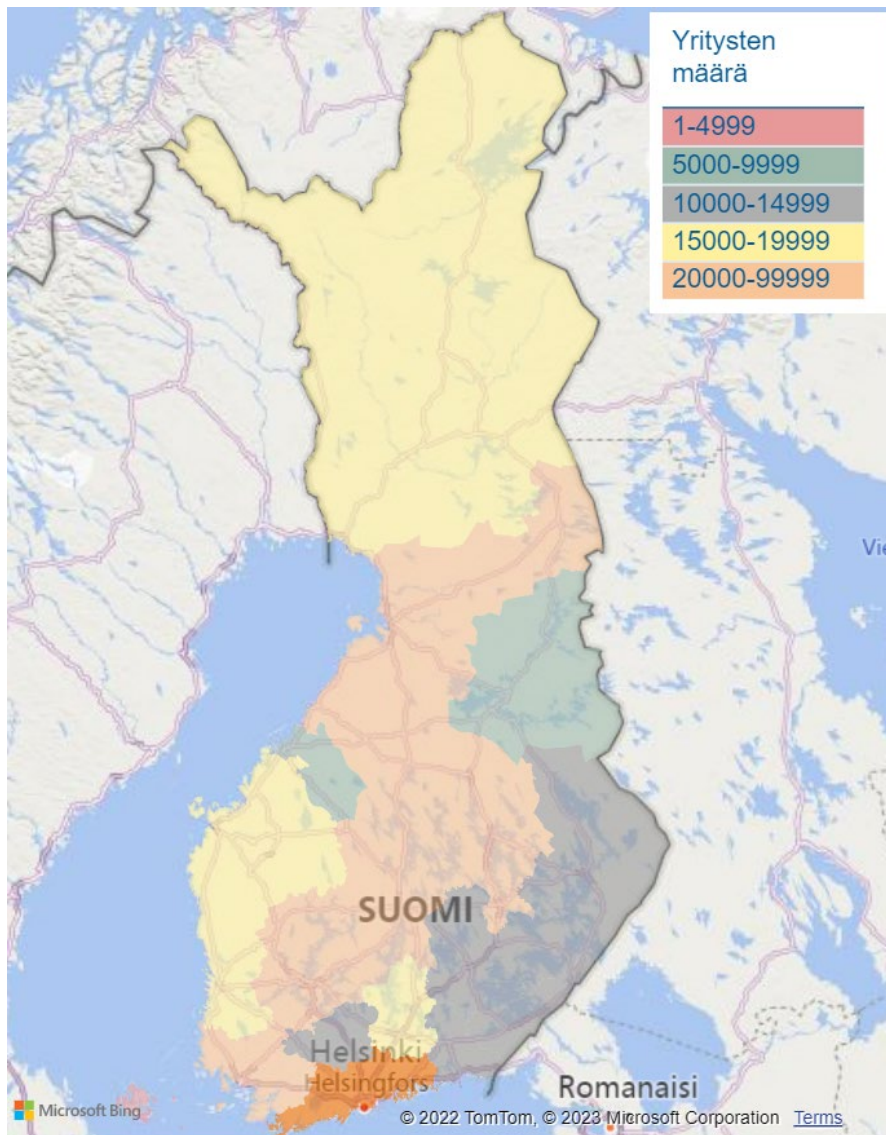 Yritysten
määrä
1-4999
5000-9999
10000-14999
15000-19999
20000-99999
Vie
SUOMI
Helsinki
Helsingfors
Romanaisi
Microsoft Bing
© 2022 TomTom, © 2023 Microsoft Corporation Terms